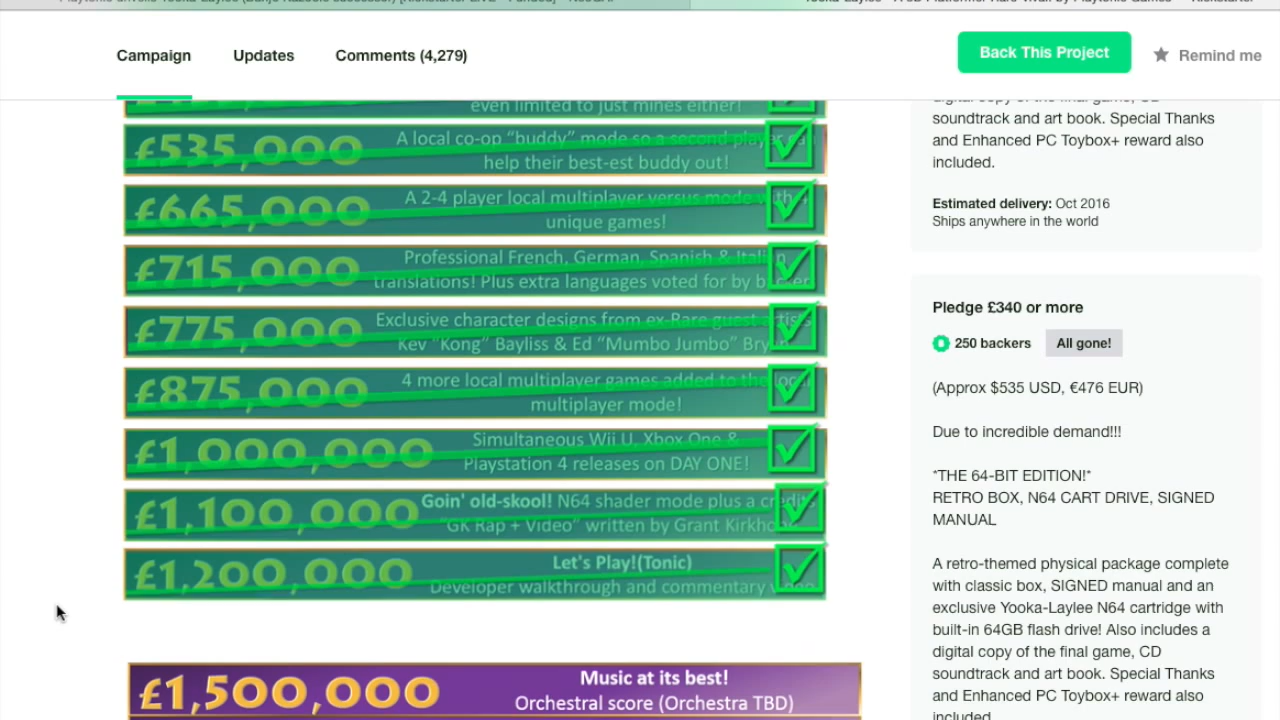 Campaign
Updates
Comments (4,279)
Back This Project
Remind me
even limited to just mines either!
£535,000
A local co-op “buddy” mode so a second player
help their best-est buddy out!
£665,000
A 2-4 player local multiplayer versus mode with 4
unique games!
£715,000
Professional French, German, Spanish & Italian
translations! Plus extra languages voted for by
£775,000
Exclusive character designs from ex-Rare guest artists
Kev “Kong” Bayliss & Ed “Mumbo Jumbo”
£875,000
4 more local multiplayer games added to the local
multiplayer mode!
£1,000,000
Simultaneous Wii U, Xbox One &
Playstation 4 releases on DAY ONE!
£1,100,000
Goin' old-skool! N64 shader mode plus a credits
“GK Rap + Video” written by Grant
£1,200,000
Let's Play!(Tonic)
Developer walkthrough and commentary
£1,500,000
Music at its best!
Orchestral score (Orchestra TBD)
digital copy of the final game, CD
soundtrack and art book. Special Thanks
and Enhanced PC Toybox+ reward also
included.
Estimated delivery: Oct 2016
Ships anywhere in the world
Pledge £340 or more
250 backers
All gone!
(Approx $535 USD, €476 EUR)
Due to incredible demand!!!
*THE 64-BIT EDITION!*
RETRO BOX, N64 CART DRIVE, SIGNED
MANUAL
A retro-themed physical package complete
with classic box, SIGNED manual and an
exclusive Yooka-Laylee N64 cartridge with
built-in 64GB flash drive! Also includes a
digital copy of the final game, CD
soundtrack and art book. Special Thanks
and Enhanced PC Toybox+ reward also
included.